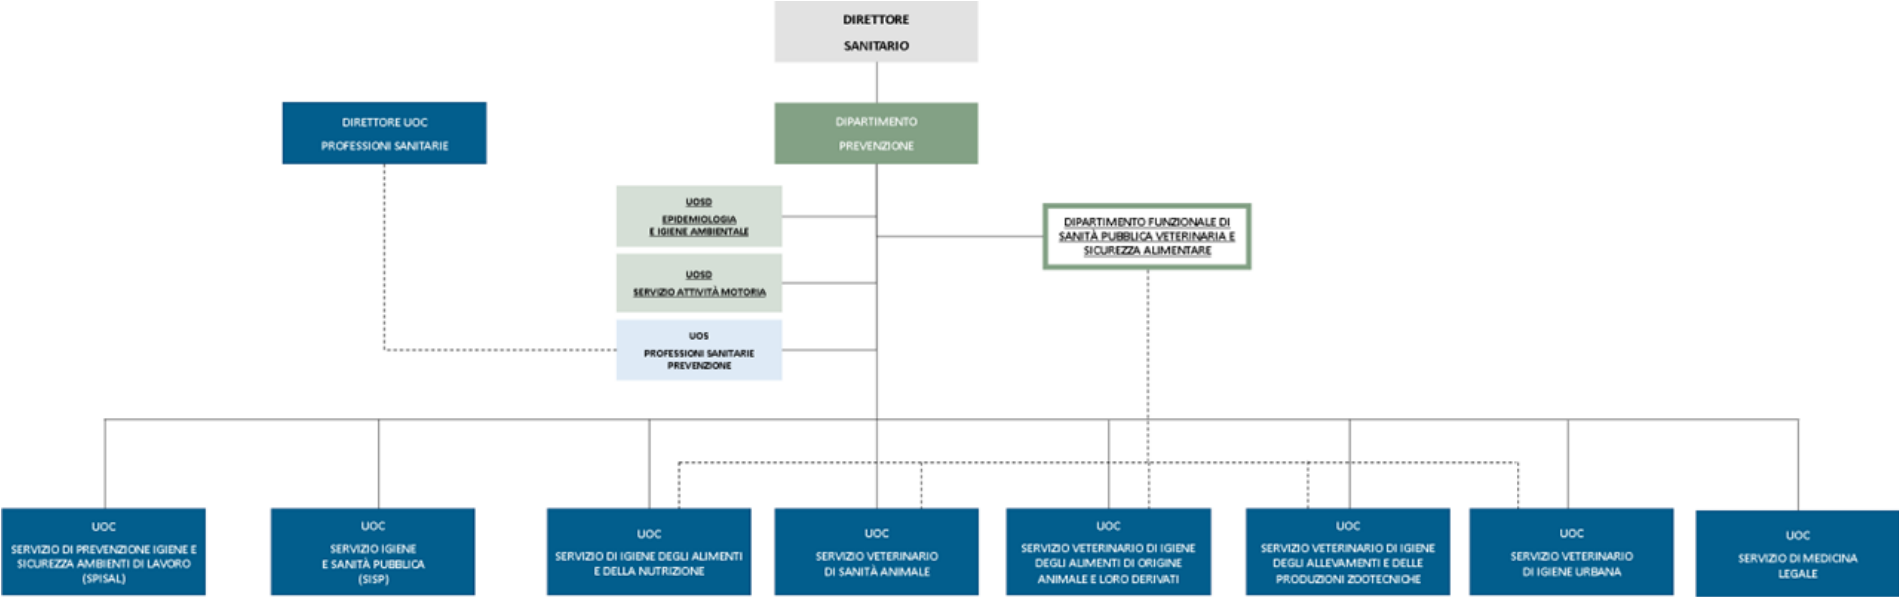 DIRETTORE
SANITARIO
DIRETTORE UOC
PROFESSIONI SANITARIE
DIPARTIMENTO
PREVENZIONE
UOSD
EPIDEMIOLOGIA
E IGIENE AMBIENTALE
DIPARTIMENTO FUNZIONALE DI
SANITÀ PUBBLICA VETERINARIA E
SICUREZZA ALIMENTARE
UOSD
SERVIZIO ATTIVITÀ MOTORIA
UOS
PROFESSIONI SANITARIE
PREVENZIONE
UOC
SERVIZIO DI PREVENZIONE IGIENE E
SICUREZZA AMBIENTI DI LAVORO
(SPISAL)
UOC
SERVIZIO IGIENE
E SANITÀ PUBBLICA
(SISP)
UOC
SERVIZIO DI IGIENE DEGLI ALIMENTI
E DELLA NUTRIZIONE
UOC
SERVIZIO VETERINARIO
DI SANITÀ ANIMALE
UOC
SERVIZIO VETERINARIO DI IGIENE
DEGLI ALIMENTI DI ORIGINE
ANIMALE E LORO DERIVATI
UOC
SERVIZIO VETERINARIO DI IGIENE
DEGLI ALLEVAMENTI E DELLE
PRODUZIONI ZOOTECNICHE
UOC
SERVIZIO VETERINARIO
DI IGIENE URBANA
UOC
SERVIZIO DI MEDICINA
LEGALE